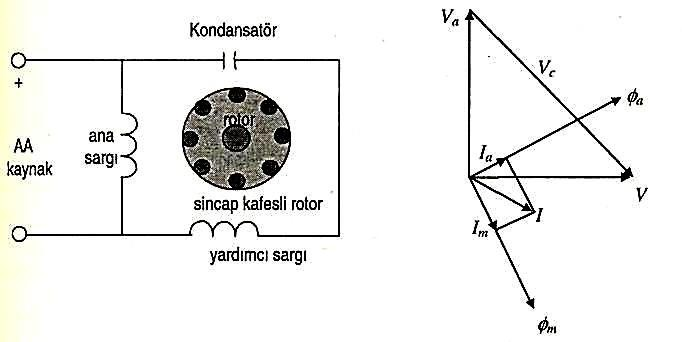 Kondansatör
+
AA
kaynak
ana
sargı
rotor
sincap kafesli rotor
yardımcı sargı
Va
Vc
ϕa
Ia
V
I
Im
ϕm